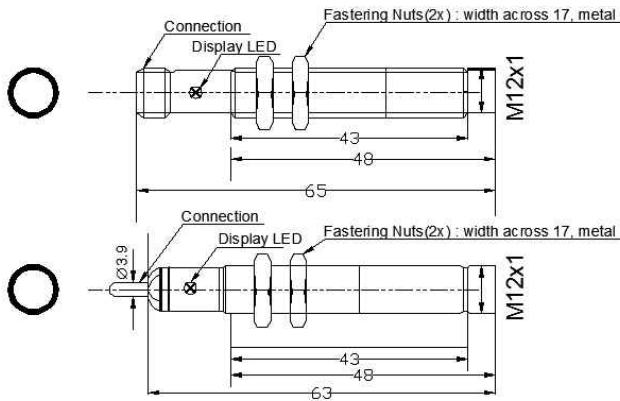 Fastering Nuts(2x) : width across 17, metal
Connection
Display LED
M12x1
43
48
65
Connection
Fastering Nuts(2x) : width across 17, metal
Display LED
Ø3.9
M12x1
43
48
63